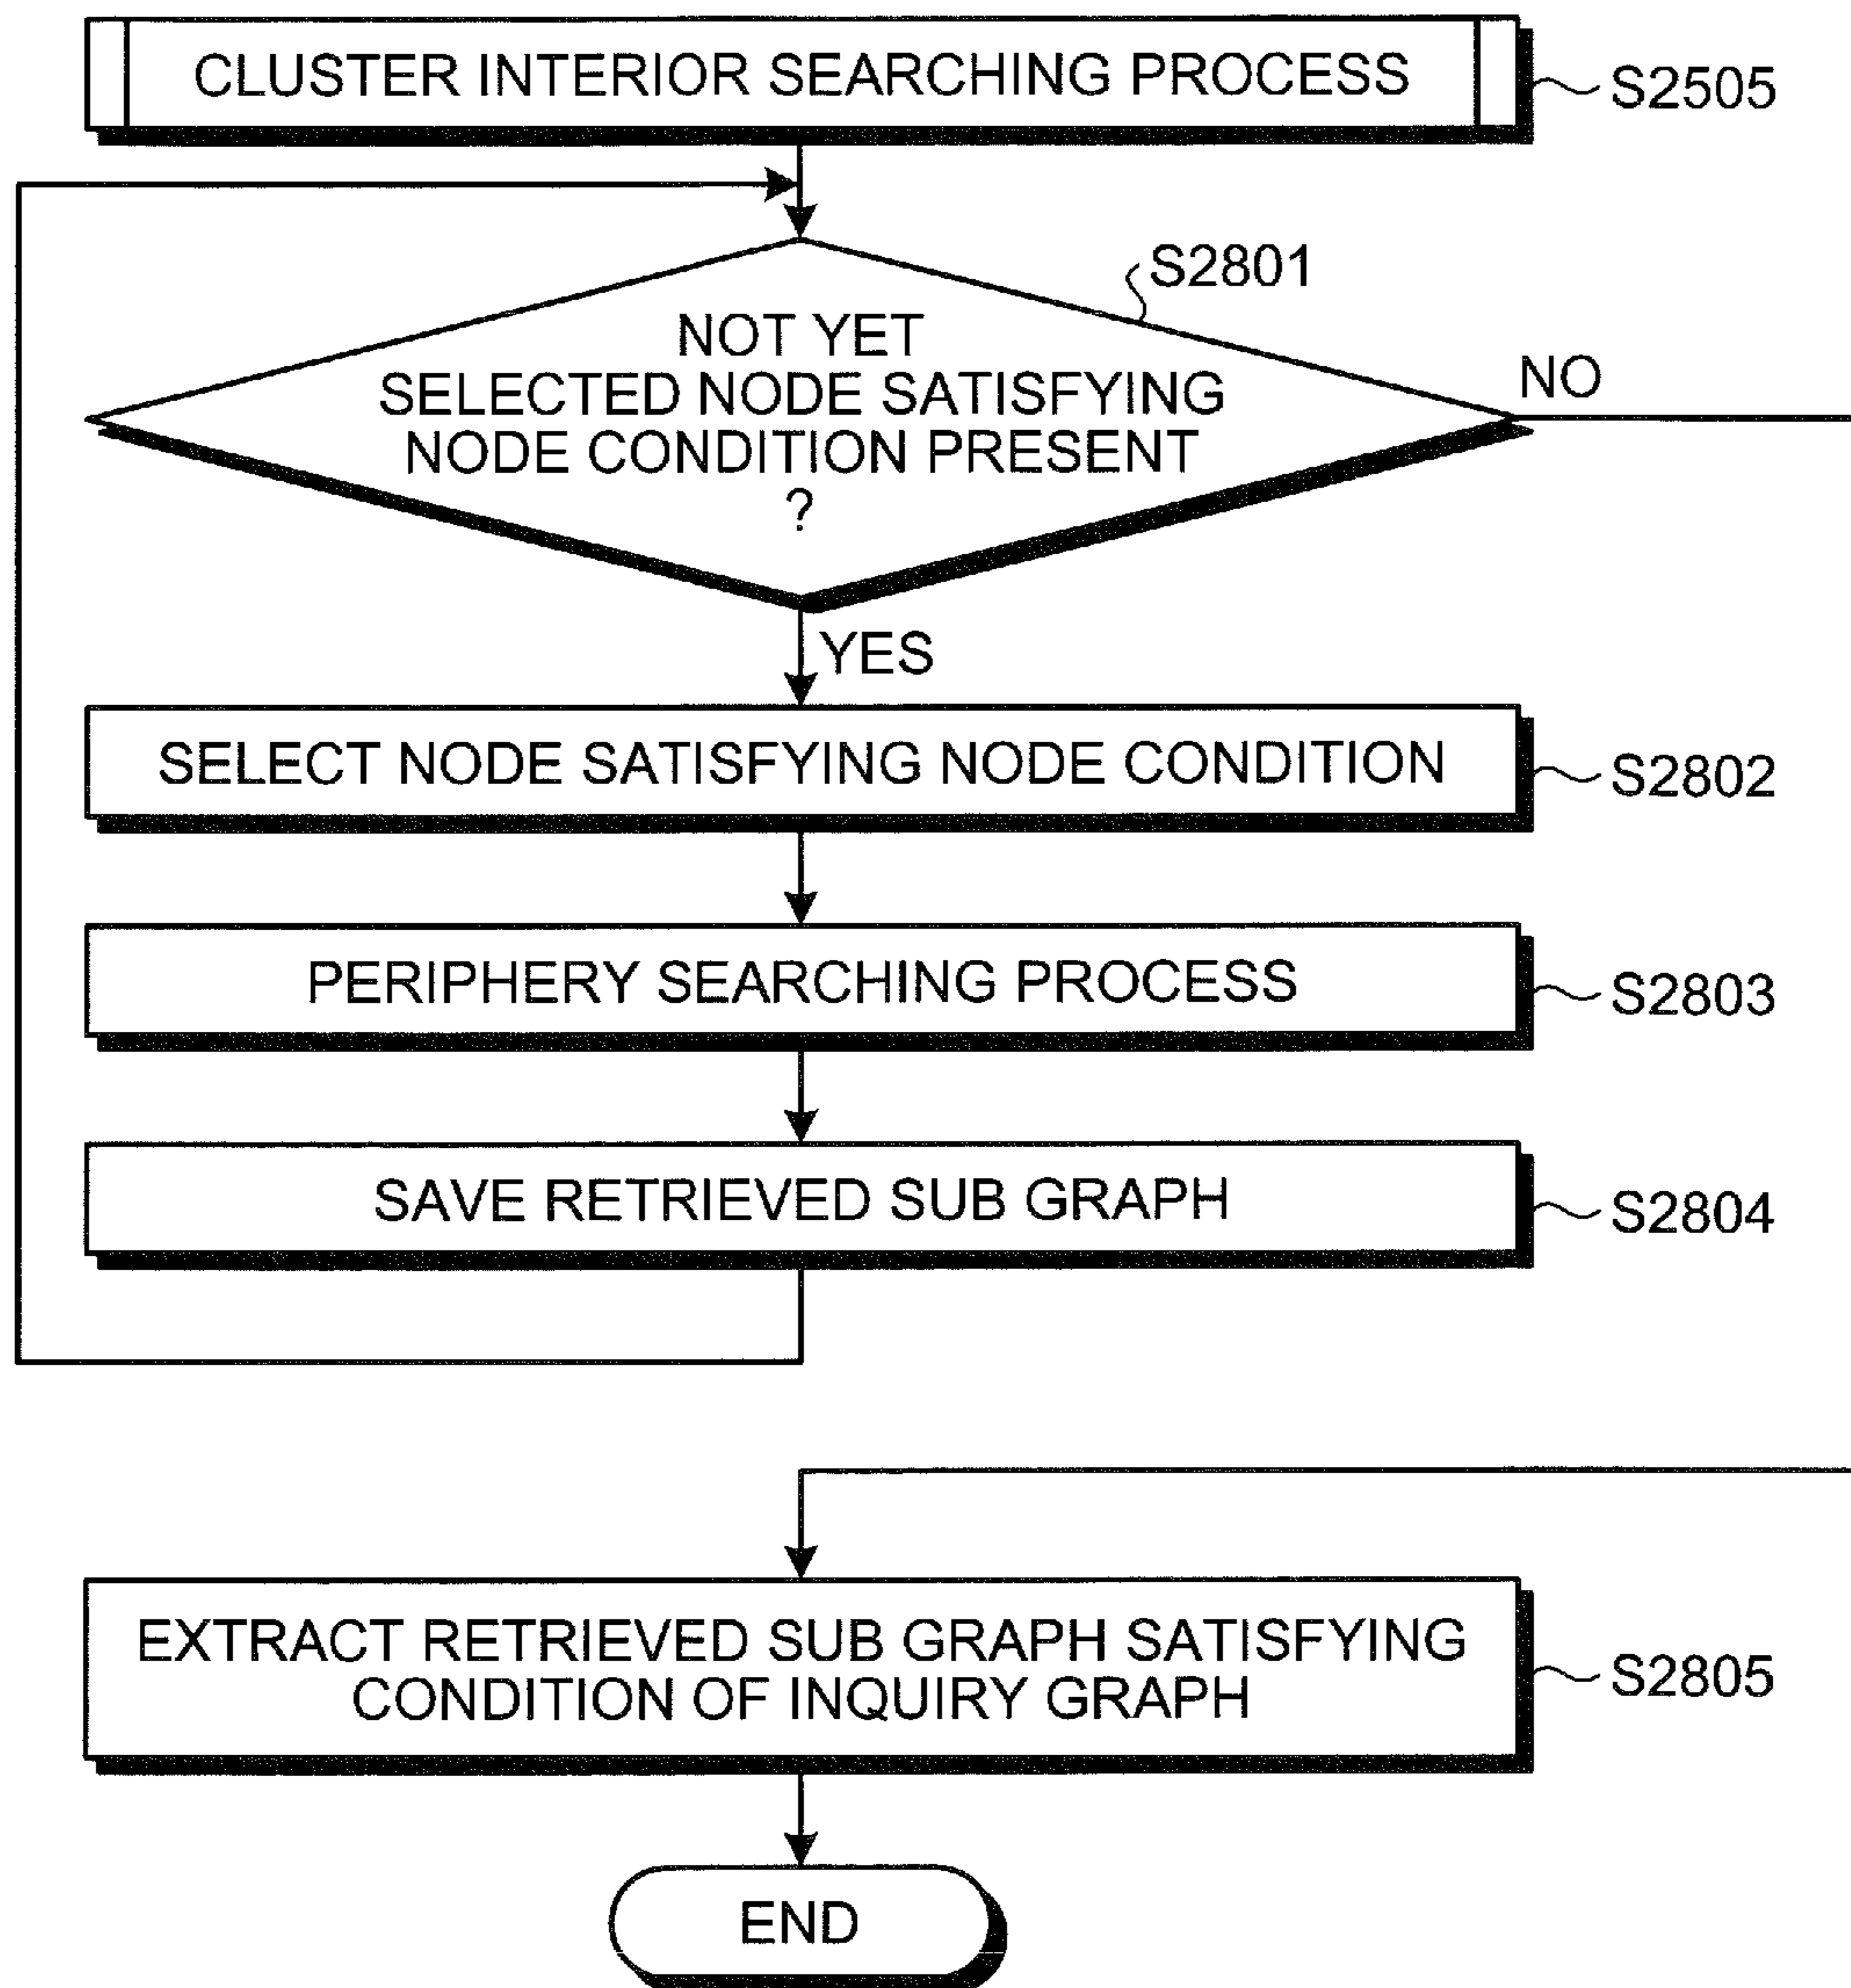 CLUSTER INTERIOR SEARCHING PROCESS
S2505
S2801
NOT YET
SELECTED NODE SATISFYING
NODE CONDITION PRESENT
?
NO
YES
SELECT NODE SATISFYING NODE CONDITION
S2802
PERIPHERY SEARCHING PROCESS
S2803
SAVE RETRIEVED SUB GRAPH
S2804
EXTRACT RETRIEVED SUB GRAPH SATISFYING
CONDITION OF INQUIRY GRAPH
S2805
END